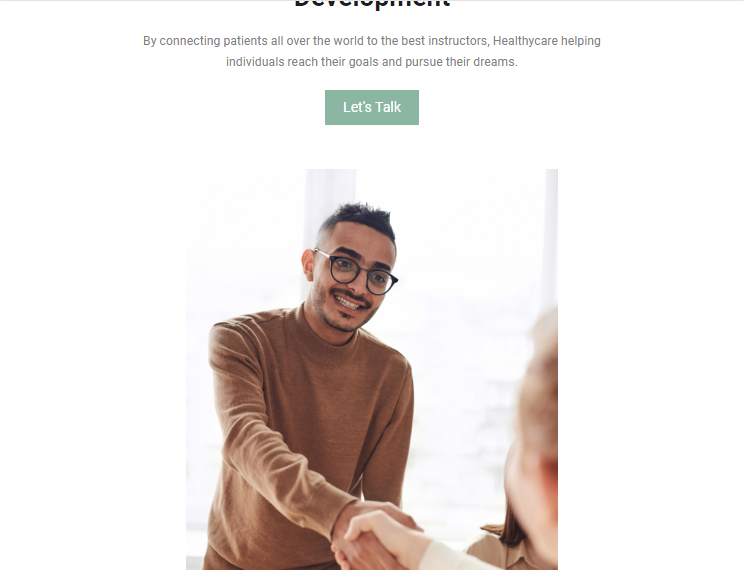 Development
By connecting patients all over the world to the best instructors, Healthycare helping
individuals reach their goals and pursue their dreams.
Let's Talk